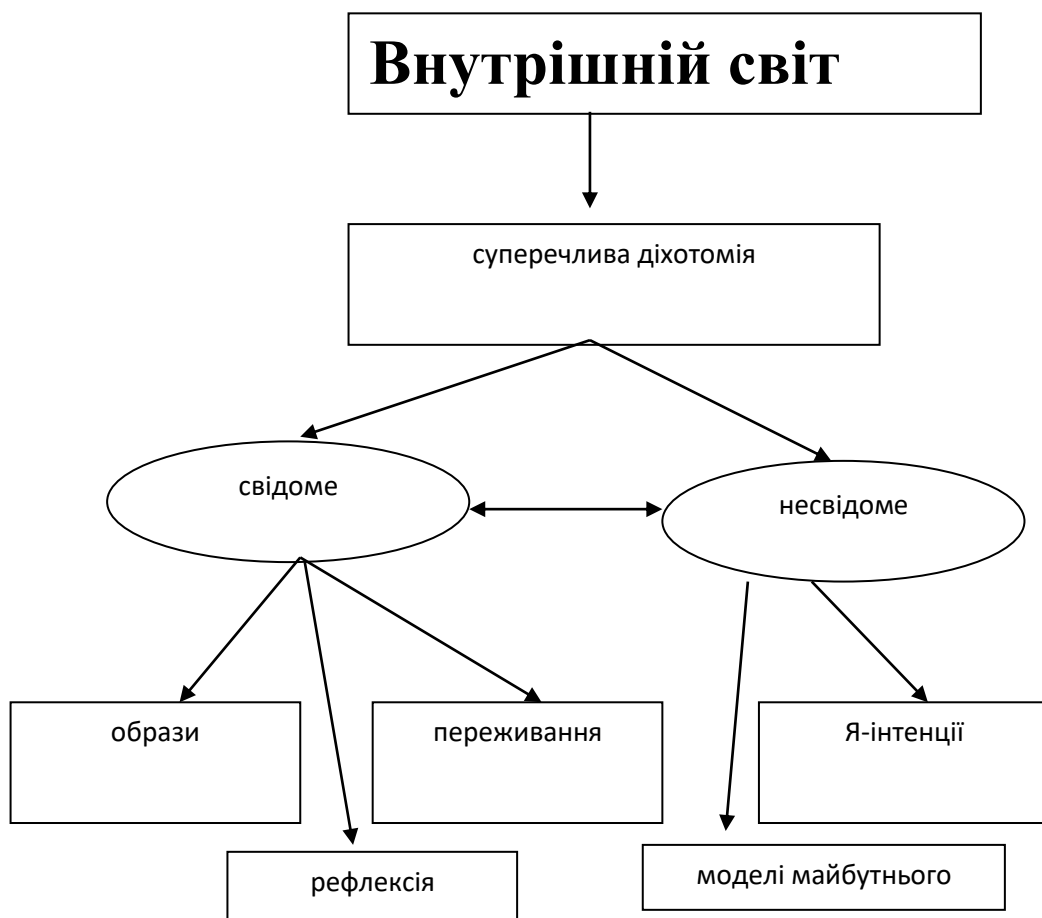 Внутрішній світ
суперечлива діхотомія
свідоме
несвідоме
образи
переживання
Я-інтенції
рефлексія
моделі майбутнього